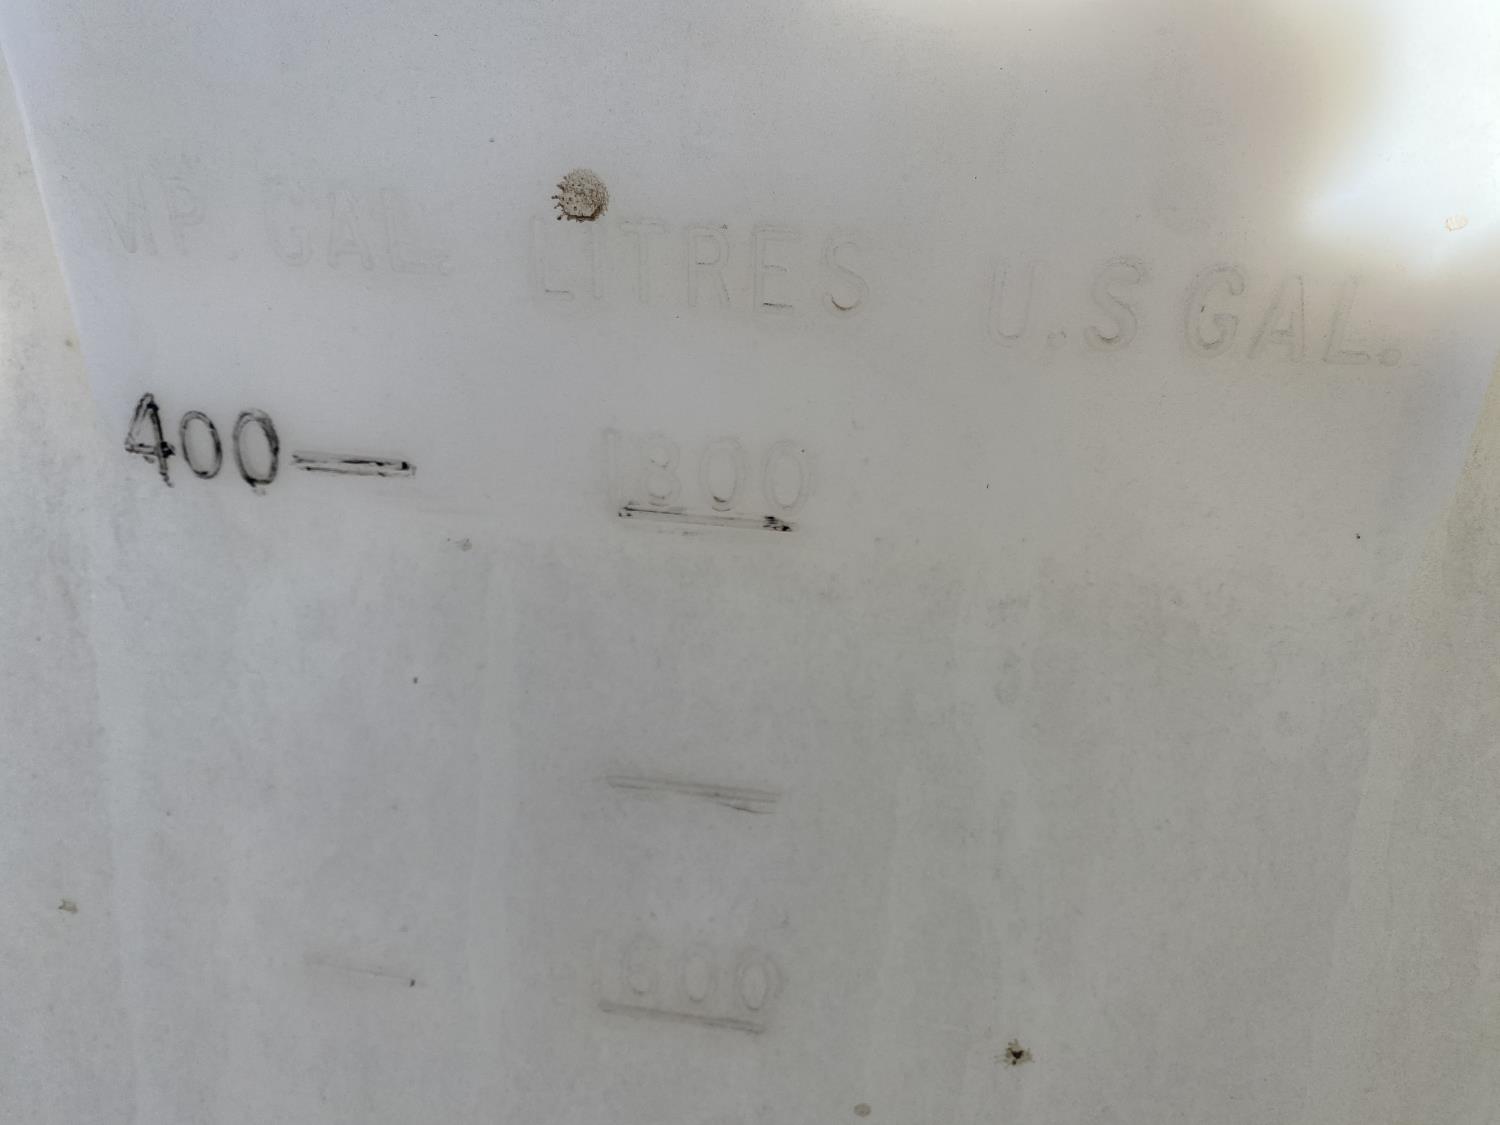 IMP. GAL. LITRES U.S GAL.
400 1800
1600